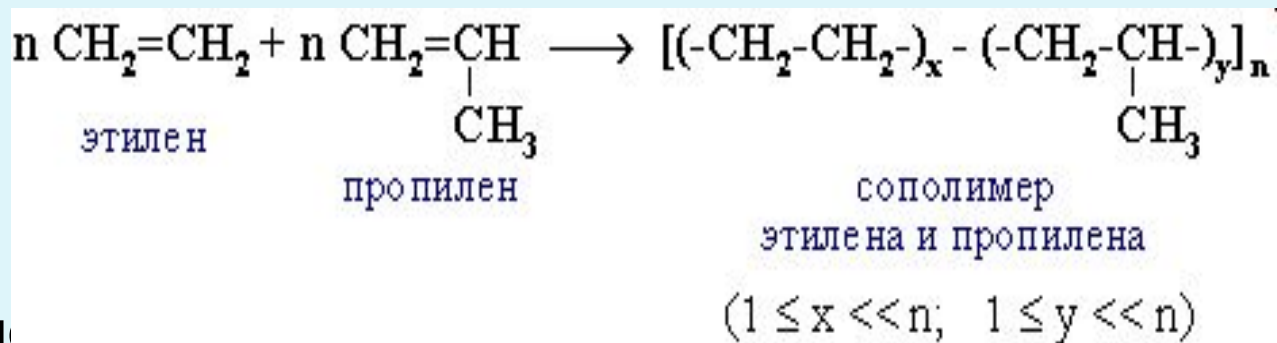 n CH₂=CH₂ + n CH₂=CH ⟶ [(-CH₂-CH₂-)ₓ - (-CH₂-CH-)ᵧ]ₙ
CH₃ CH₃
этилен
пропилен
сополимер
этилена и пропилена
(1 ≤ x << n; 1 ≤ y << n)